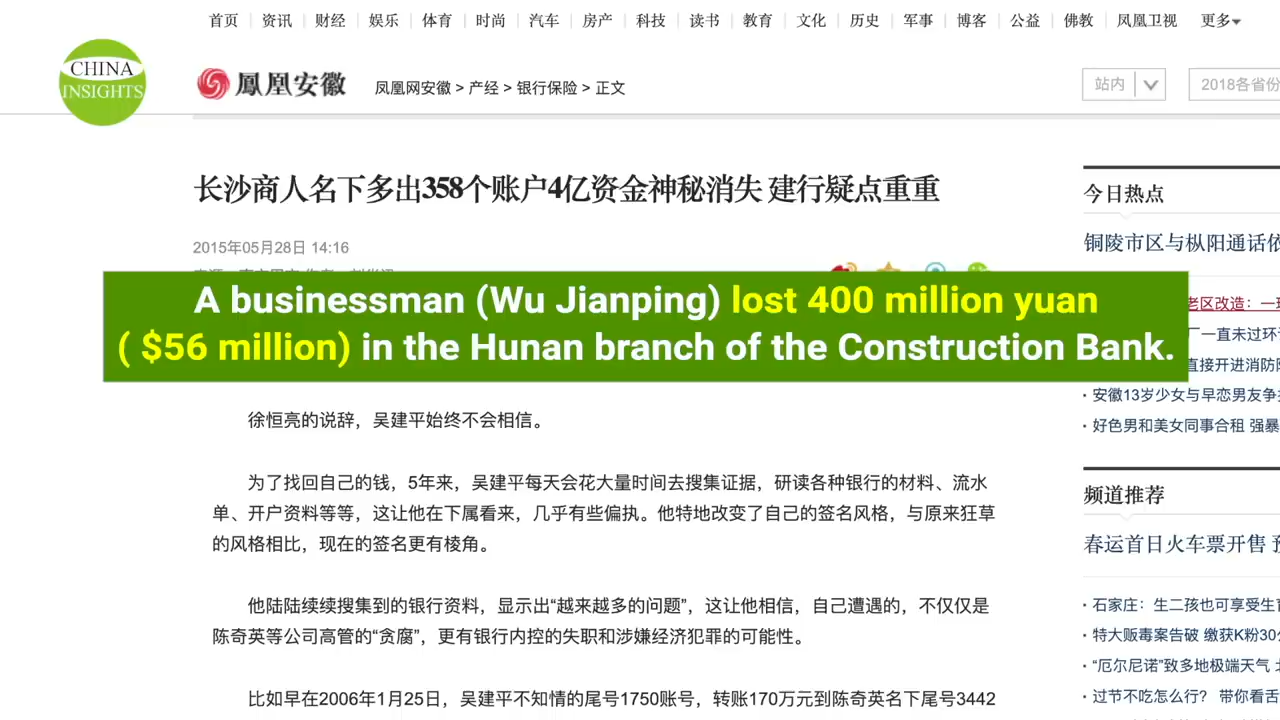 首页 资讯 财经 娱乐 体育 时尚 汽车 房产 科技 读书 教育 文化 历史 军事 博客 公益 佛教 凤凰卫视 更多
CHINA
INSIGHTS
鳳凰安徽
凤凰网安徽 > 产经 > 银行保险 > 正文
站内
2018各省份
长沙商人名下多出358个账户4亿资金神秘消失 建行疑点重重
2015年05月28日 14:16
A businessman (Wu Jianping) lost 400 million yuan
( $56 million) in the Hunan branch of the Construction Bank.
徐恒亮的说辞，吴建平始终不会相信。
为了找回自己的钱，5年来，吴建平每天会花大量时间去搜集证据，研读各种银行的材料、流水
单、开户资料等等，这让他在下属看来，几乎有些偏执。他特地改变了自己的签名风格，与原来狂草
的风格相比，现在的签名更有棱角。
他陆陆续续搜集到的银行资料，显示出“越来越多的问题”，这让他相信，自己遭遇的，不仅仅是
陈奇英等公司高管的“贪腐”，更有银行内控的失职和涉嫌经济犯罪的可能性。
比如早在2006年1月25日，吴建平不知情的尾号1750账号，转账170万元到陈奇英名下尾号3442
今日热点
铜陵市区与枞阳通话
老区改造：一
厂一直未过环
直接开进消防
· 安徽13岁少女与早恋男友争
· 好色男和美女同事合租 强暴
频道推荐
春运首日火车票开售
· 石家庄：生二孩也可享受生
· 特大贩毒案告破 缴获K粉30
· “厄尔尼诺”致多地极端天气
· 过节不吃怎么行？ 带你看舌